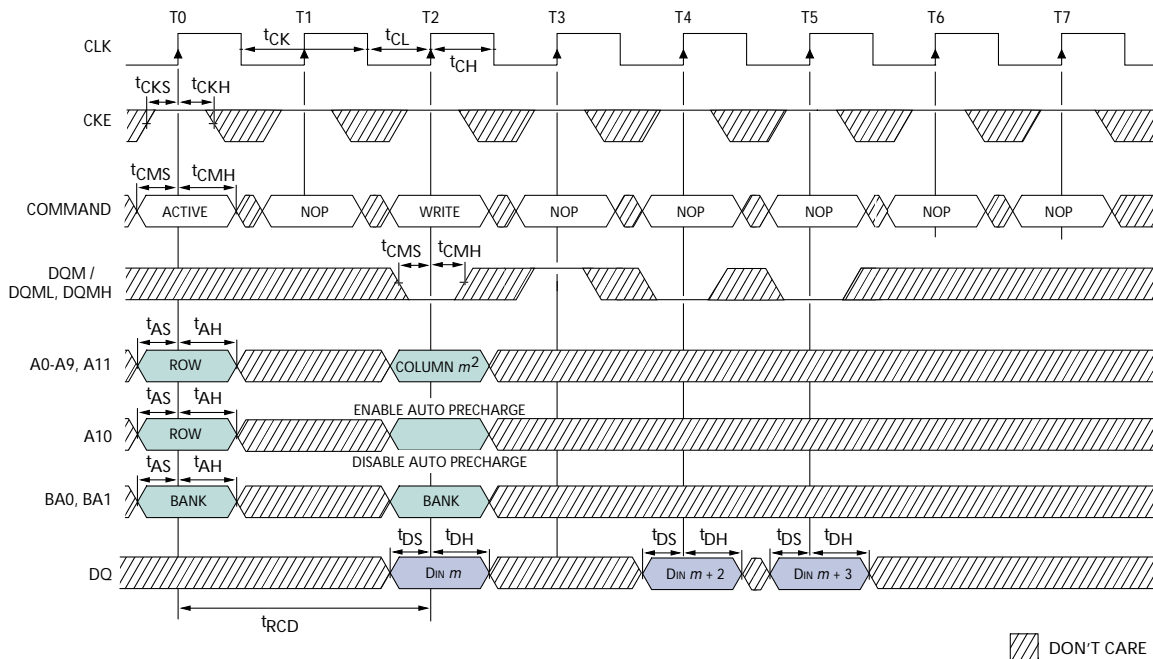 T0 T1 T2 T3 T4 T5 T6 T7
CLK tCK tCL tCH
tCKS tCKH
CKE
tCMS tCMH
COMMAND ACTIVE NOP WRITE NOP NOP NOP NOP NOP
tCMS tCMH
DQM /
DQML, DQMH
tAS tAH
A0-A9, A11 ROW COLUMN m2
tAS tAH ENABLE AUTO PRECHARGE
A10 ROW
tAS tAH DISABLE AUTO PRECHARGE
BA0, BA1 BANK BANK
tDS tDH tDS tDH tDS tDH
DQ DIN m DIN m + 2 DIN m + 3
tRCD
DON'T CARE